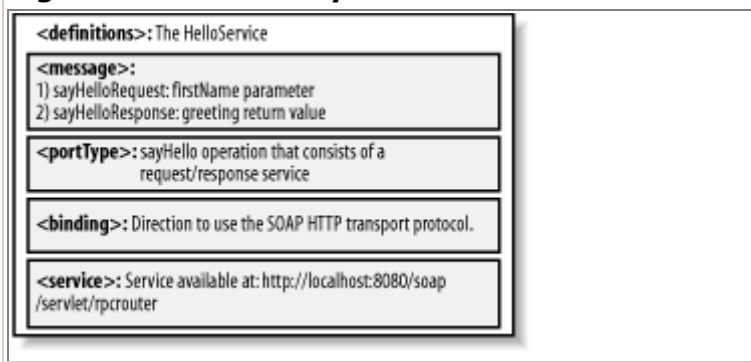 <definitions>: The HelloService
<message>:
1) sayHelloRequest: firstName parameter
2) sayHelloResponse: greeting return value
<portType>: sayHello operation that consists of a
request/response service
<binding>: Direction to use the SOAP HTTP transport protocol.
<service>: Service available at: http://localhost:8080/soap
/servlet/rpcrouter